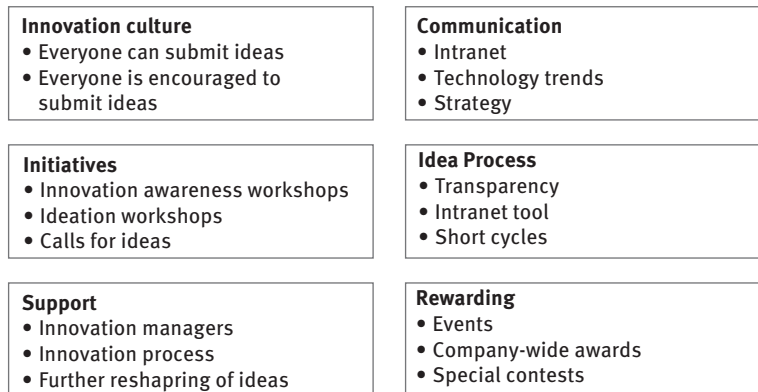 Innovation culture
• Everyone can submit ideas
• Everyone is encouraged to
submit ideas
Communication
• Intranet
• Technology trends
• Strategy
Initiatives
• Innovation awareness workshops
• Ideation workshops
• Calls for ideas
Idea Process
• Transparency
• Intranet tool
• Short cycles
Support
• Innovation managers
• Innovation process
• Further reshapring of ideas
Rewarding
• Events
• Company-wide awards
• Special contests